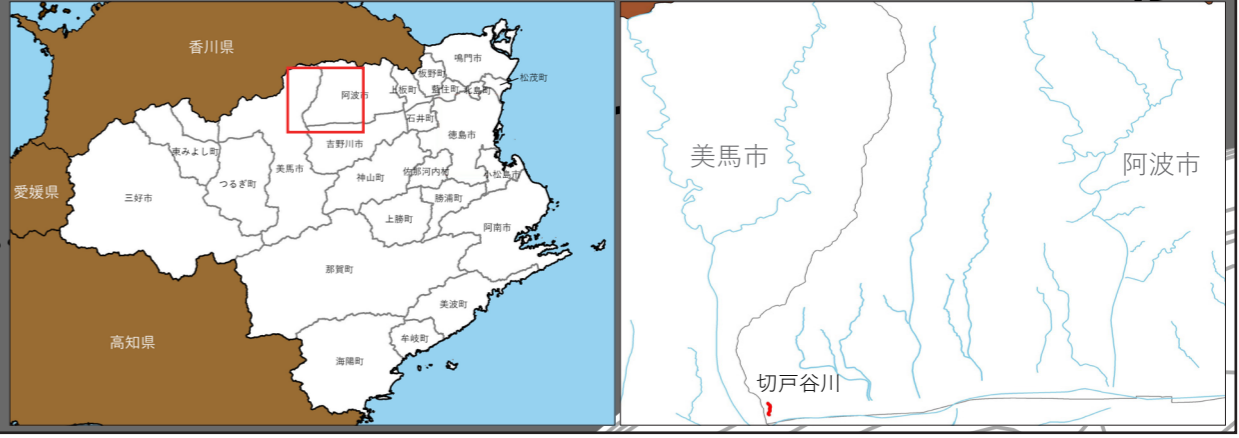 香川県
鳴門市
板野町
松茂町
阿波市
上板町
藍住町
北島町
石井町
徳島市
吉野川市
東みよし町
美馬市
つるぎ町
神山町
佐那河内村
小松島市
愛媛県
三好市
勝浦町
上勝町
阿南市
那賀町
美波町
高知県
牟岐町
海陽町
美馬市
阿波市
切戸谷川